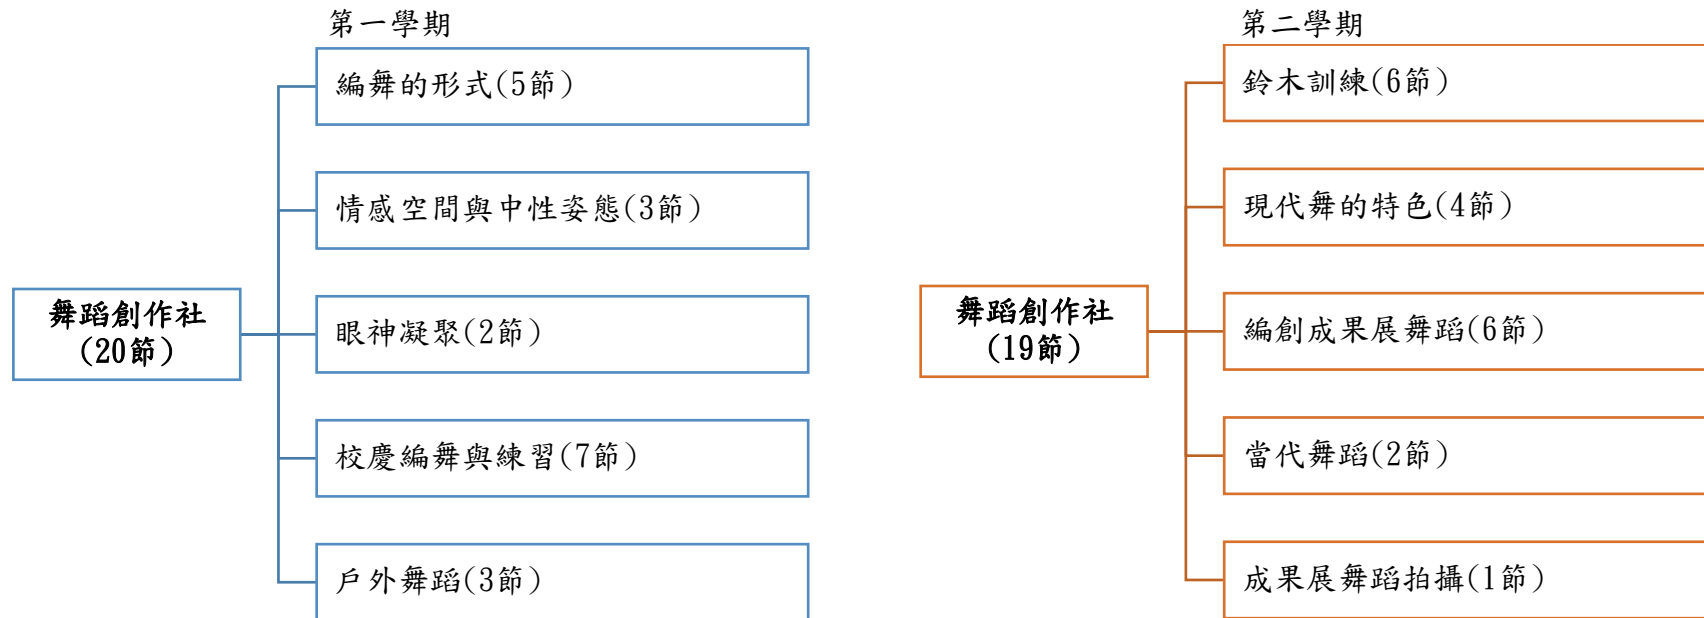 第一學期
編舞的形式(5節)
情感空間與中性姿態(3節)
舞蹈創作社
(20節)
眼神凝聚(2節)
校慶編舞與練習(7節)
戶外舞蹈(3節)
第二學期
鈴木訓練(6節)
現代舞的特色(4節)
舞蹈創作社
(19節)
編創成果展舞蹈(6節)
當代舞蹈(2節)
成果展舞蹈拍攝(1節)